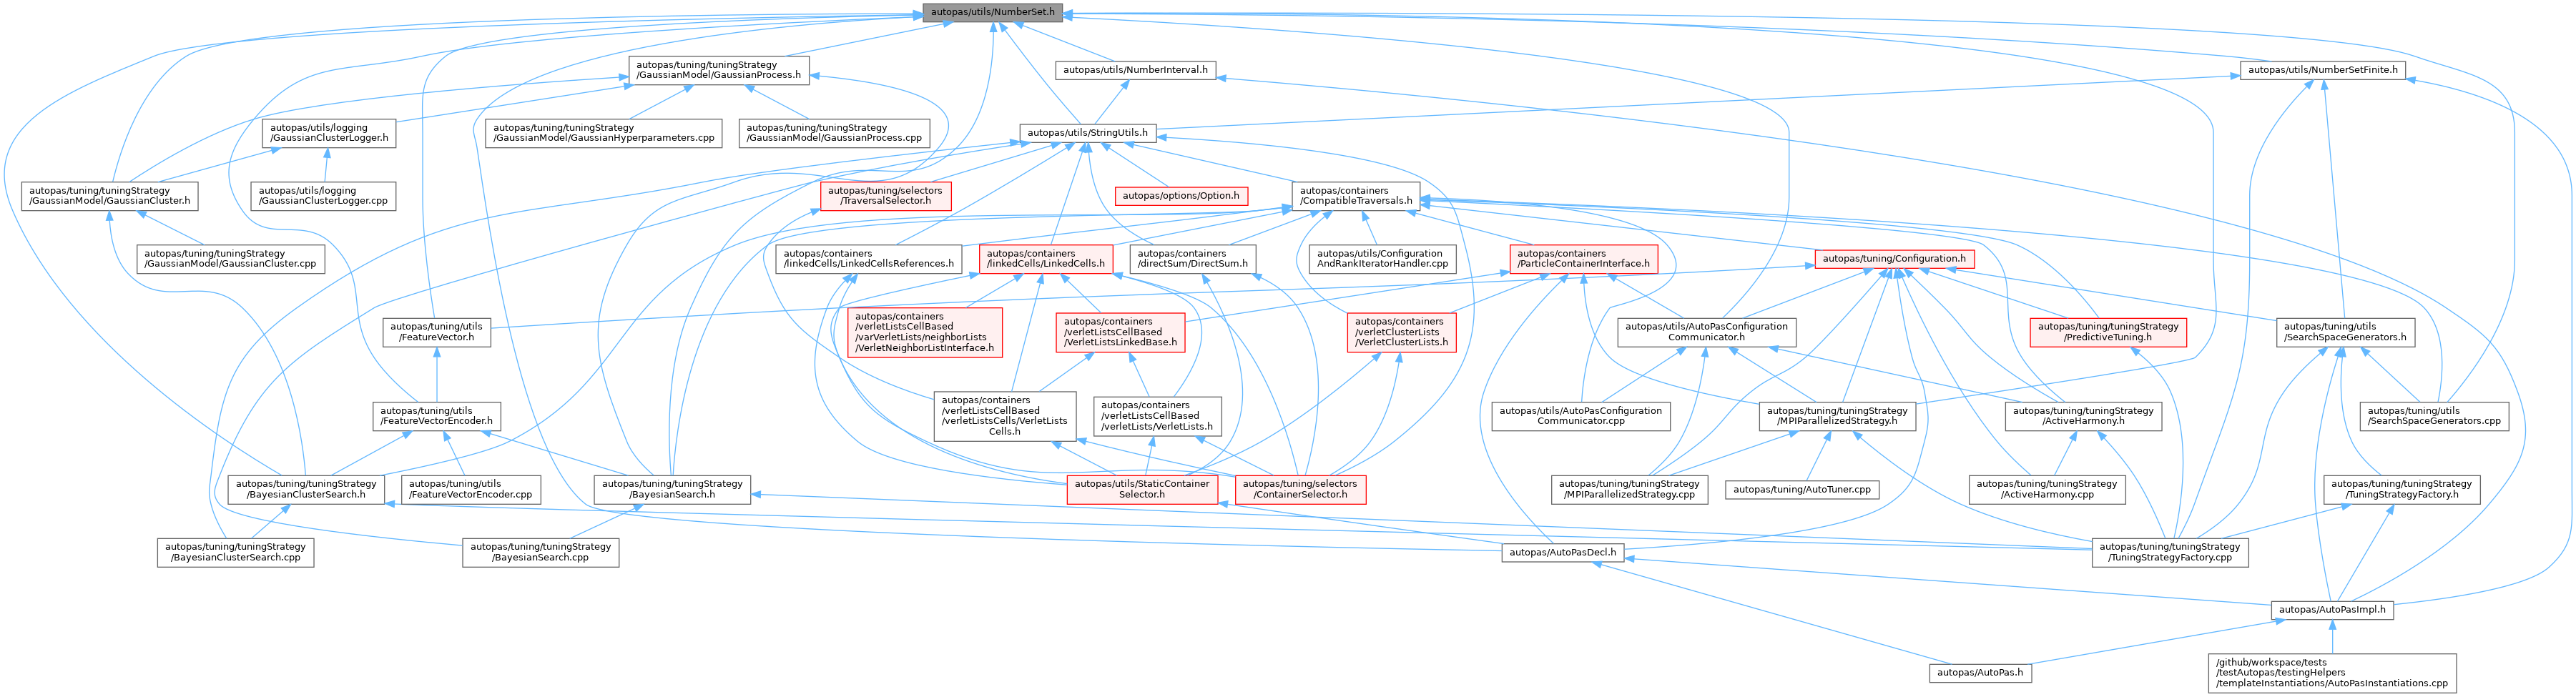 autopas/utils/NumberSet.h
autopas/tuning/tuningStrategy
/GaussianModel/GaussianProcess.h
autopas/utils/NumberInterval.h
autopas/utils/NumberSetFinite.h
autopas/utils/logging
/GaussianClusterLogger.h
autopas/tuning/tuningStrategy
/GaussianModel/GaussianHyperparameters.cpp
autopas/tuning/tuningStrategy
/GaussianModel/GaussianProcess.cpp
autopas/utils/StringUtils.h
autopas/tuning/tuningStrategy
/GaussianModel/GaussianCluster.h
autopas/utils/logging
/GaussianClusterLogger.cpp
autopas/tuning/selectors
/TraversalSelector.h
autopas/options/Option.h
autopas/containers
/CompatibleTraversals.h
autopas/tuning/tuningStrategy
/GaussianModel/GaussianCluster.cpp
autopas/containers
/linkedCells/LinkedCellsReferences.h
autopas/containers
/linkedCells/LinkedCells.h
autopas/containers
/directSum/DirectSum.h
autopas/utils/Configuration
AndRankIteratorHandler.cpp
autopas/containers
/ParticleContainerInterface.h
autopas/tuning/Configuration.h
autopas/tuning/utils
/FeatureVector.h
autopas/containers
/verletListsCellBased
/varVerletLists/neighborLists
/VerletNeighborListInterface.h
autopas/containers
/verletListsCellBased
/VerletListsLinkedBase.h
autopas/containers
/verletClusterLists
/VerletClusterLists.h
autopas/utils/AutoPasConfiguration
Communicator.h
autopas/tuning/tuningStrategy
/PredictiveTuning.h
autopas/tuning/utils
/SearchSpaceGenerators.h
autopas/tuning/utils
/FeatureVectorEncoder.h
autopas/containers
/verletListsCellBased
/verletListsCells/VerletLists
Cells.h
autopas/containers
/verletListsCellBased
/verletLists/VerletLists.h
autopas/utils/AutoPasConfiguration
Communicator.cpp
autopas/tuning/tuningStrategy
/MPIParallelizedStrategy.h
autopas/tuning/tuningStrategy
/ActiveHarmony.h
autopas/tuning/utils
/SearchSpaceGenerators.cpp
autopas/tuning/tuningStrategy
/BayesianClusterSearch.h
autopas/tuning/utils
/FeatureVectorEncoder.cpp
autopas/tuning/tuningStrategy
/BayesianSearch.h
autopas/utils/StaticContainer
Selector.h
autopas/tuning/selectors
/ContainerSelector.h
autopas/tuning/tuningStrategy
/MPIParallelizedStrategy.cpp
autopas/tuning/AutoTuner.cpp
autopas/tuning/tuningStrategy
/ActiveHarmony.cpp
autopas/tuning/tuningStrategy
/TuningStrategyFactory.h
autopas/tuning/tuningStrategy
/BayesianClusterSearch.cpp
autopas/tuning/tuningStrategy
/BayesianSearch.cpp
autopas/AutoPasDecl.h
autopas/tuning/tuningStrategy
/TuningStrategyFactory.cpp
autopas/AutoPasImpl.h
autopas/AutoPas.h
/github/workspace/tests
/testAutopas/testingHelpers
/templateInstantiations/AutoPasInstantiations.cpp